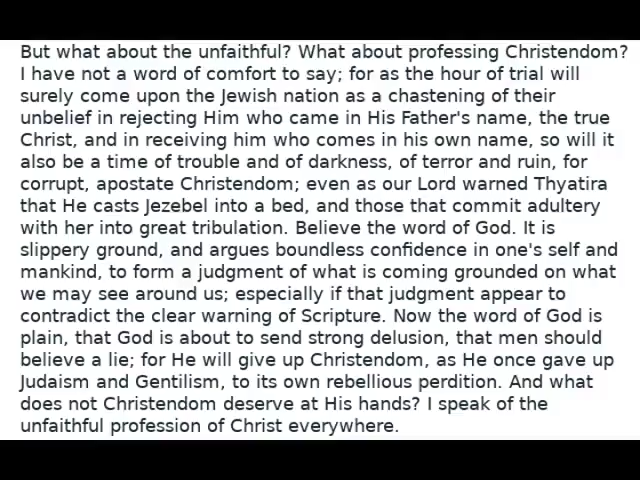 But what about the unfaithful? What about professing Christendom?
I have not a word of comfort to say; for as the hour of trial will
surely come upon the Jewish nation as a chastening of their
unbelief in rejecting Him who came in His Father's name, the true
Christ, and in receiving him who comes in his own name, so will it
also be a time of trouble and of darkness, of terror and ruin, for
corrupt, apostate Christendom; even as our Lord warned Thyatira
that He casts Jezebel into a bed, and those that commit adultery
with her into great tribulation. Believe the word of God. It is
slippery ground, and argues boundless confidence in one's self and
mankind, to form a judgment of what is coming grounded on what
we may see around us; especially if that judgment appear to
contradict the clear warning of Scripture. Now the word of God is
plain, that God is about to send strong delusion, that men should
believe a lie; for He will give up Christendom, as He once gave up
Judaism and Gentilism, to its own rebellious perdition. And what
does not Christendom deserve at His hands? I speak of the
unfaithful profession of Christ everywhere.